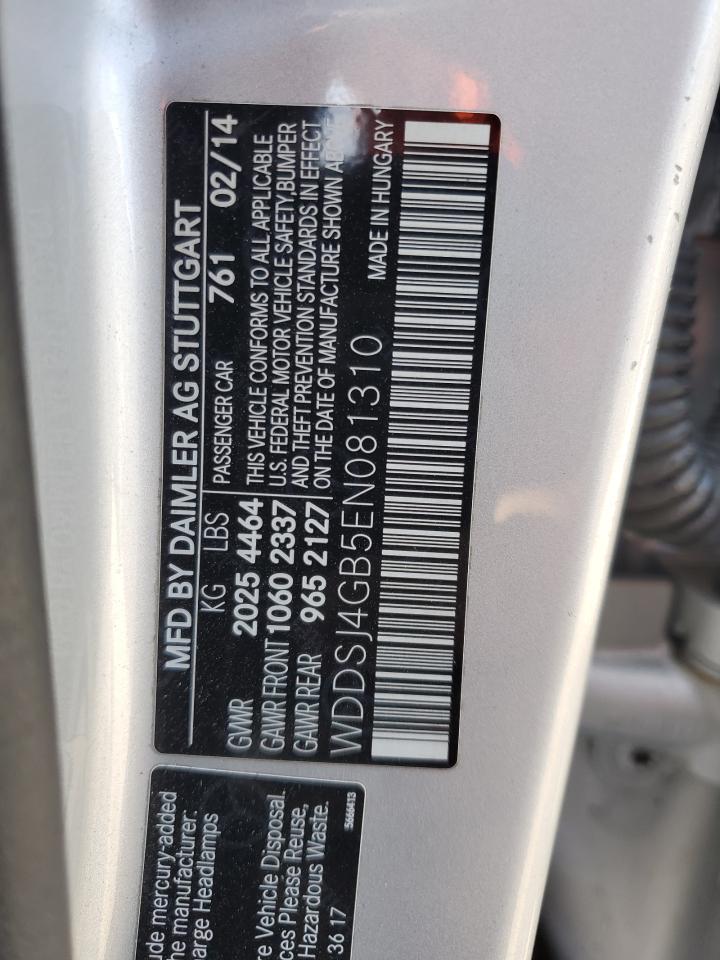 MFD BY DAIMLER AG STUTTGART
KG LBS PASSENGER CAR 761 02/14
GVWR 2025 4464
GAWR FRONT 1060 2337
GAWR REAR 965 2127
THIS VEHICLE CONFORMS TO ALL APPLICABLE
U.S. FEDERAL MOTOR VEHICLE SAFETY,BUMPER
AND THEFT PREVENTION STANDARDS IN EFFECT
ON THE DATE OF MANUFACTURE SHOWN ABOVE
WDDSJ4GB5EN081310 MADE IN HUNGARY
mercury-added
manufacturer.
Headlamps
Vehicle Disposal.
Please Reuse,
Hazardous Waste.
36 17
5666413